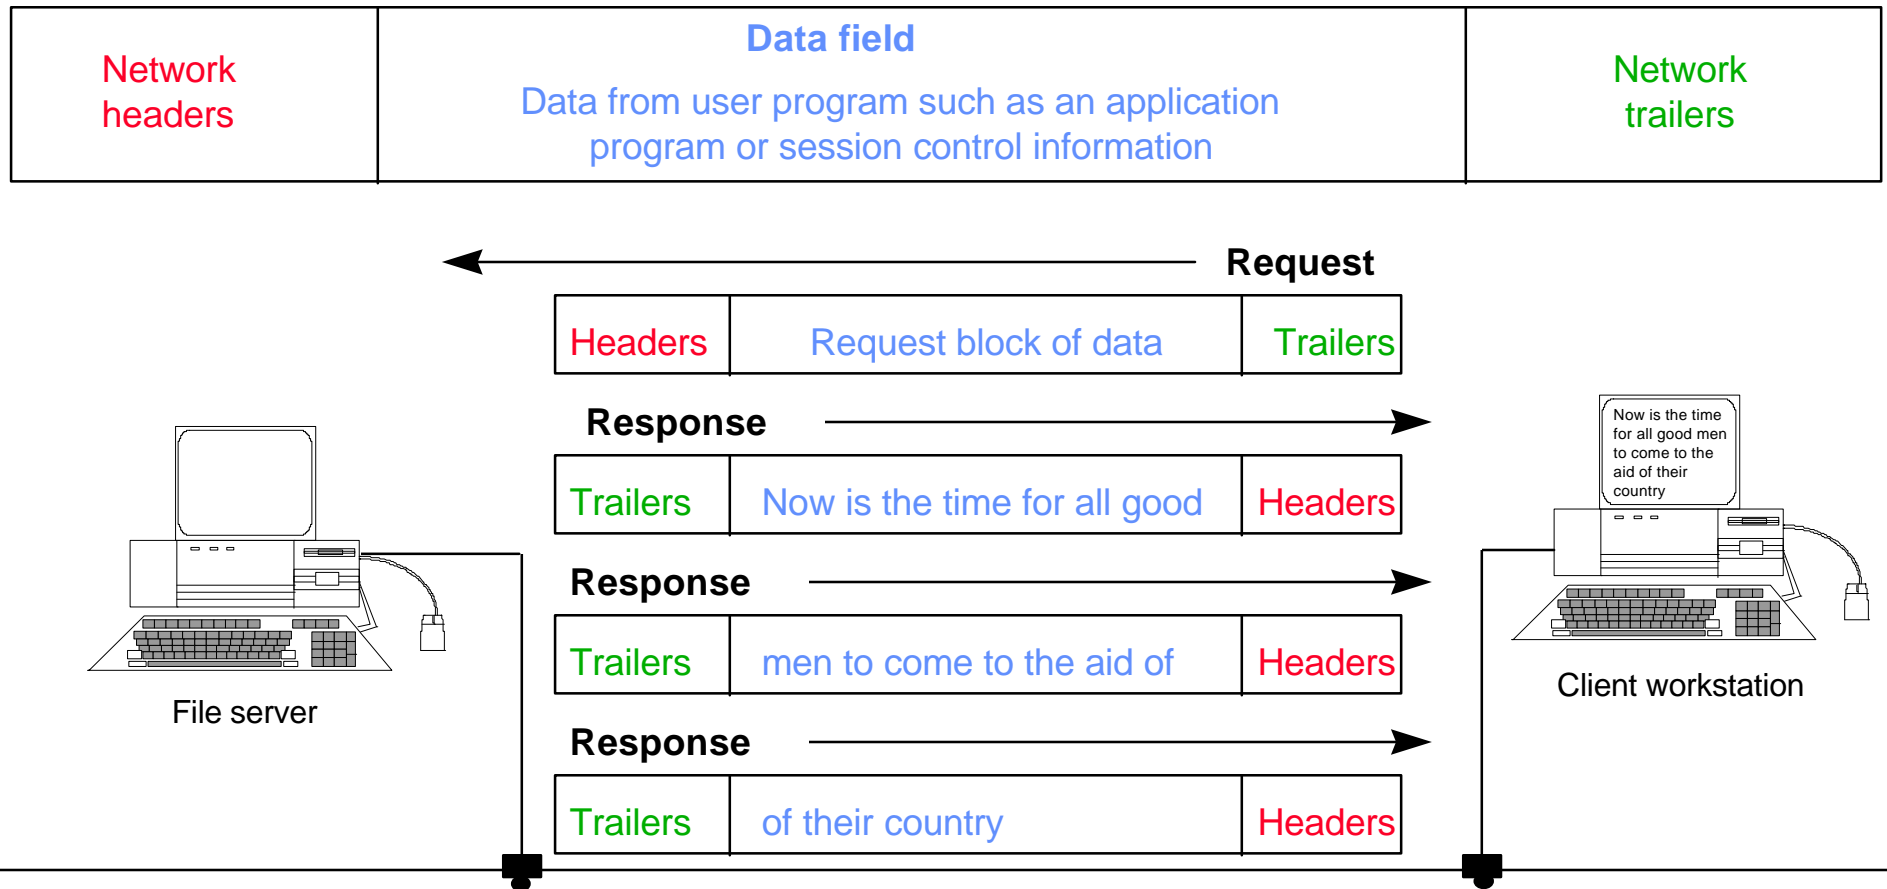 Network
headers
Data field
Data from user program such as an application
program or session control information
Network
trailers
Request
Headers
Request block of data
Trailers
Response
Trailers
Now is the time for all good
Headers
Response
Trailers
men to come to the aid of
Headers
Response
Trailers
of their country
Headers
File server
Now is the time
for all good men
to come to the
aid of their
country
Client workstation